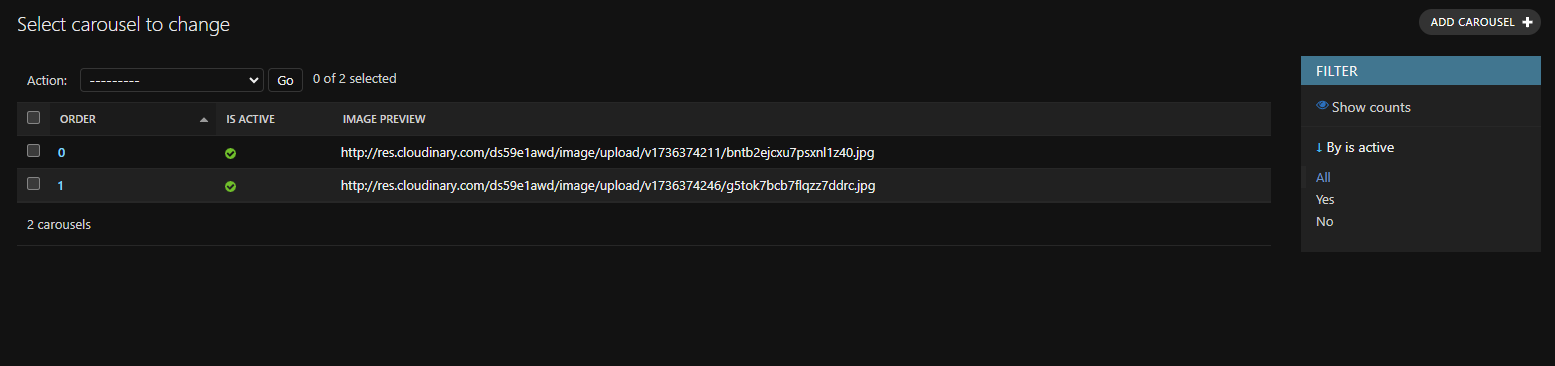 Select carousel to change
ADD CAROUSEL
Action: --------- Go 0 of 2 selected
ORDER IS ACTIVE IMAGE PREVIEW
0 http://res.cloudinary.com/ds59e1awd/image/upload/v1736374211/bntb2ejcxu7psxnl1z40.jpg
1 http://res.cloudinary.com/ds59e1awd/image/upload/v1736374246/g5tok7bcb7flqzz7ddrc.jpg
2 carousels
FILTER
Show counts
↓ By is active
All
Yes
No